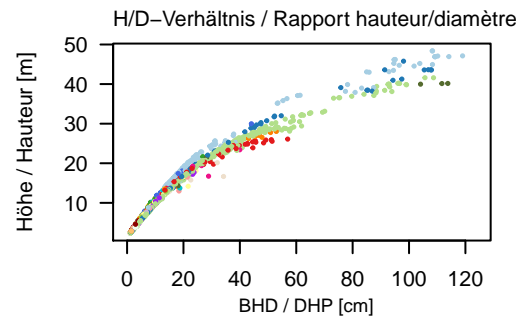 H/D−Verhältnis / Rapport hauteur/diamètre
Höhe / Hauteur [m]
50
40
30
20
10
0 20 40 60 80 100 120
BHD / DHP [cm]